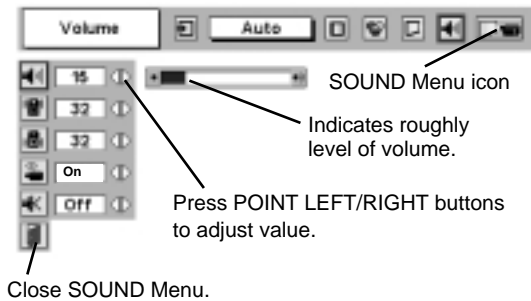 Volume
Auto
SOUND Menu icon
15
32
32
On
Off
Indicates roughly
level of volume.
Press POINT LEFT/RIGHT buttons
to adjust value.
Close SOUND Menu.